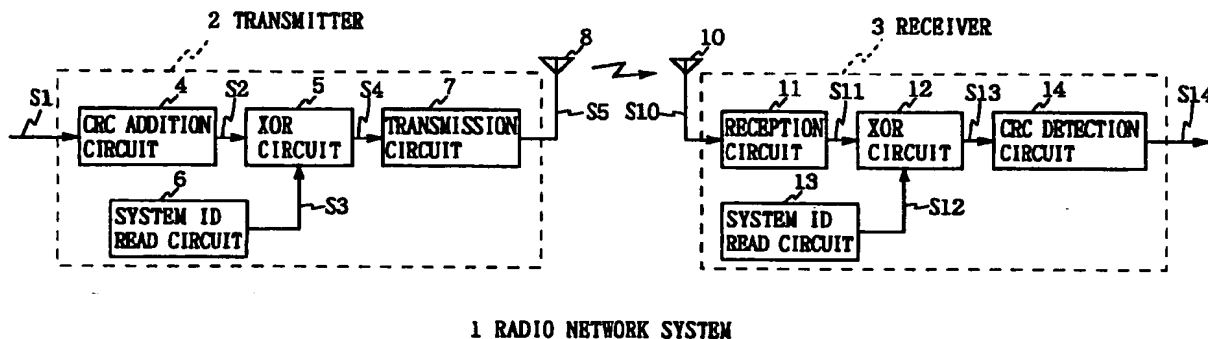 2 TRANSMITTER
8
10
3 RECEIVER
S1
4
S2
5
S4
7
S5
S10
11
S11
12
S13
14
S14
CRC ADDITION
CIRCUIT
XOR
CIRCUIT
TRANSMISSION
CIRCUIT
RECEPTION
CIRCUIT
XOR
CIRCUIT
CRC DETECTION
CIRCUIT
6
S3
13
S12
SYSTEM ID
READ CIRCUIT
SYSTEM ID
READ CIRCUIT
1 RADIO NETWORK SYSTEM